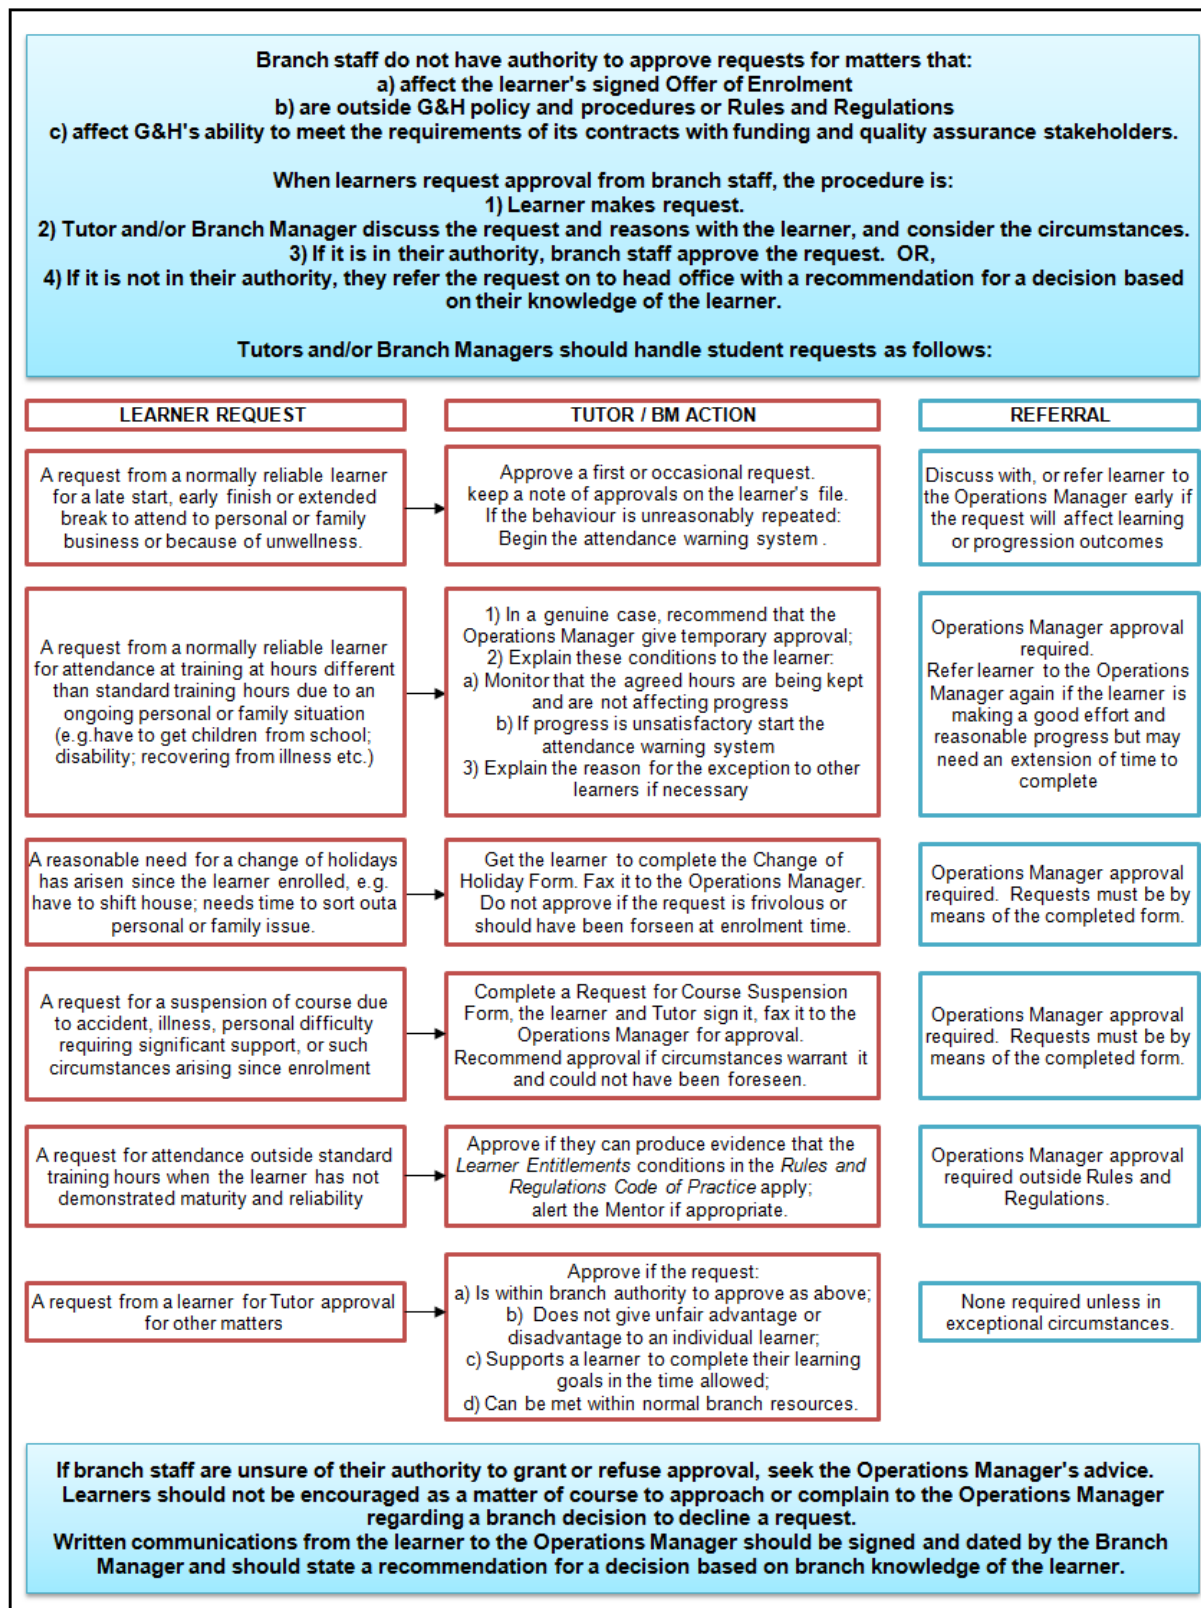 Branch staff do not have authority to approve requests for matters that:
a) affect the learner's signed Offer of Enrolment
b) are outside G&H policy and procedures or Rules and Regulations
c) affect G&H's ability to meet the requirements of its contracts with funding and quality assurance stakeholders.
When learners request approval from branch staff, the procedure is:
1) Learner makes request.
2) Tutor and/or Branch Manager discuss the request and reasons with the learner, and consider the circumstances.
3) If it is in their authority, branch staff approve the request. OR,
4) If it is not in their authority, they refer the request on to head office with a recommendation for a decision based
on their knowledge of the learner.
Tutors and/or Branch Managers should handle student requests as follows:
LEARNER REQUEST
TUTOR / BM ACTION
REFERRAL
A request from a normally reliable learner
for a late start, early finish or extended
break to attend to personal or family
business or because of unwellness.
Approve a first or occasional request.
keep a note of approvals on the learner's file.
If the behaviour is unreasonably repeated:
Begin the attendance warning system .
Discuss with, or refer learner to
the Operations Manager early if
the request will affect learning
or progression outcomes
A request from a normally reliable learner
for attendance at training at hours different
than standard training hours due to an
ongoing personal or family situation
(e.g.have to get children from school;
disability; recovering from illness etc.)
1) In a genuine case, recommend that the
Operations Manager give temporary approval;
2) Explain these conditions to the learner:
a) Monitor that the agreed hours are being kept
and are not affecting progress
b) If progress is unsatisfactory start the
attendance warning system
3) Explain the reason for the exception to other
learners if necessary
Operations Manager approval
required.
Refer learner to the Operations
Manager again if the learner is
making a good effort and
reasonable progress but may
need an extension of time to
complete
A reasonable need for a change of holidays
has arisen since the learner enrolled, e.g.
have to shift house; needs time to sort outa
personal or family issue.
Get the learner to complete the Change of
Holiday Form. Fax it to the Operations Manager.
Do not approve if the request is frivolous or
should have been forseen at enrolment time.
Operations Manager approval
required. Requests must be by
means of the completed form.
A request for a suspension of course due
to accident, illness, personal difficulty
requiring significant support, or such
circumstances arising since enrolment
Complete a Request for Course Suspension
Form, the learner and Tutor sign it, fax it to the
Operations Manager for approval.
Recommend approval if circumstances warrant it
and could not have been foreseen.
Operations Manager approval
required. Requests must be by
means of the completed form.
A request for attendance outside standard
training hours when the learner has not
demonstrated maturity and reliability
Approve if they can produce evidence that the
Learner Entitlements conditions in the Rules and
Regulations Code of Practice apply;
alert the Mentor if appropriate.
Operations Manager approval
required outside Rules and
Regulations.
A request from a learner for Tutor approval
for other matters
Approve if the request:
a) Is within branch authority to approve as above;
b) Does not give unfair advantage or
disadvantage to an individual learner;
c) Supports a learner to complete their learning
goals in the time allowed;
d) Can be met within normal branch resources.
None required unless in
exceptional circumstances.
If branch staff are unsure of their authority to grant or refuse approval, seek the Operations Manager's advice.
Learners should not be encouraged as a matter of course to approach or complain to the Operations Manager
regarding a branch decision to decline a request.
Written communications from the learner to the Operations Manager should be signed and dated by the Branch
Manager and should state a recommendation for a decision based on branch knowledge of the learner.